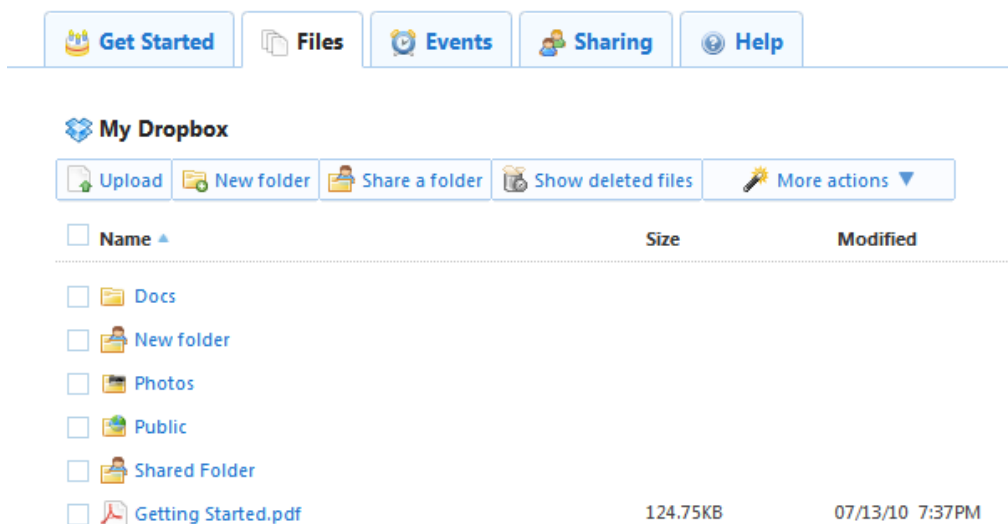 Get Started Files Events Sharing Help
My Dropbox
Upload New folder Share a folder Show deleted files More actions
Name Size Modified
Docs
New folder
Photos
Public
Shared Folder
Getting Started.pdf 124.75KB 07/13/10 7:37PM